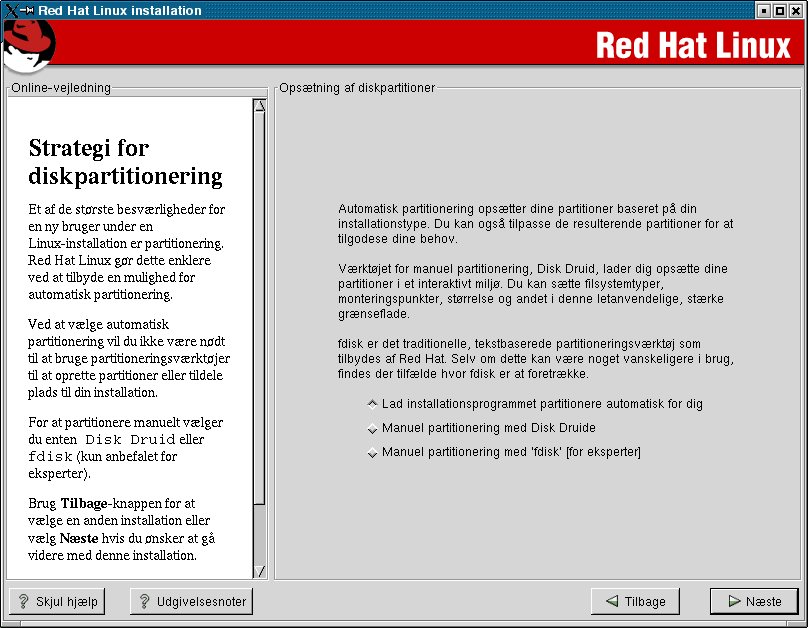 Red Hat Linux installation
Red Hat Linux
Online-vejledning
Strategi for
diskpartitionering
Et af de største besværligheder for
en ny bruger under en
Linux-installation er partitionering.
Red Hat Linux gør dette enklere
ved at tilbyde en mulighed for
automatisk partitionering.
Ved at vælge automatisk
partitionering vil du ikke være nødt
til at bruge partitioneringsværktøjer
til at oprette partitioner eller tildele
plads til din installation.
For at partitionere manuelt vælger
du enten Disk Druid eller
fdisk (kun anbefalet for
eksperter).
Brug Tilbage-knappen for at
vælge en anden installation eller
vælg Næste hvis du ønsker at gå
videre med denne installation.
Opsætning af diskpartitioner
Automatisk partitionering opsætter dine partitioner baseret på din
installationstype. Du kan også tilpasse de resulterende partitioner for at
tilgodese dine behov.
Værktøjet for manuel partitionering, Disk Druid, lader dig opsætte dine
partitioner i et interaktivt miljø. Du kan sætte filsystemtyper,
monteringspunkter, størrelse og andet i denne letanvendelige, stærke
grænseflade.
fdisk er det traditionelle, tekstbaserede partitioneringsværktøj som
tilbydes af Red Hat. Selv om dette kan være noget vanskeligere i brug,
findes der tilfælde hvor fdisk er at foretrække.
Lad installationsprogrammet partitionere automatisk for dig
Manuel partitionering med Disk Druide
Manuel partitionering med 'fdisk' [for eksperter]
Skjul hjælp
Udgivelsesnoter
Tilbage
Næste